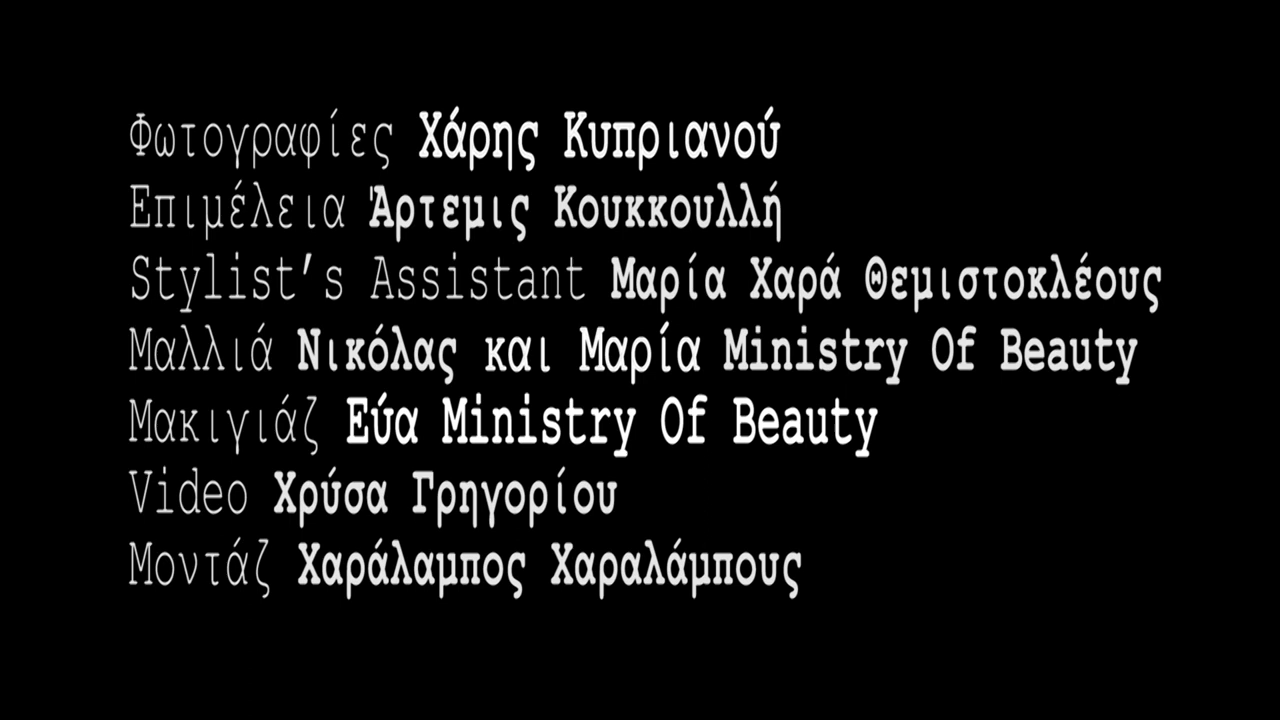 Φωτογραφίες Χάρης Κυπριανού
Επιμέλεια Άρτεμις Κουκκουλλή
Stylist's Assistant Μαρία Χαρά Θεμιστοκλέους
Μαλλιά Νικόλας και Μαρία Ministry Of Beauty
Μακιγιάζ Εύα Ministry Of Beauty
Video Χρύσα Γρηγορίου
Μοντάζ Χαράλαμπος Χαραλάμπους